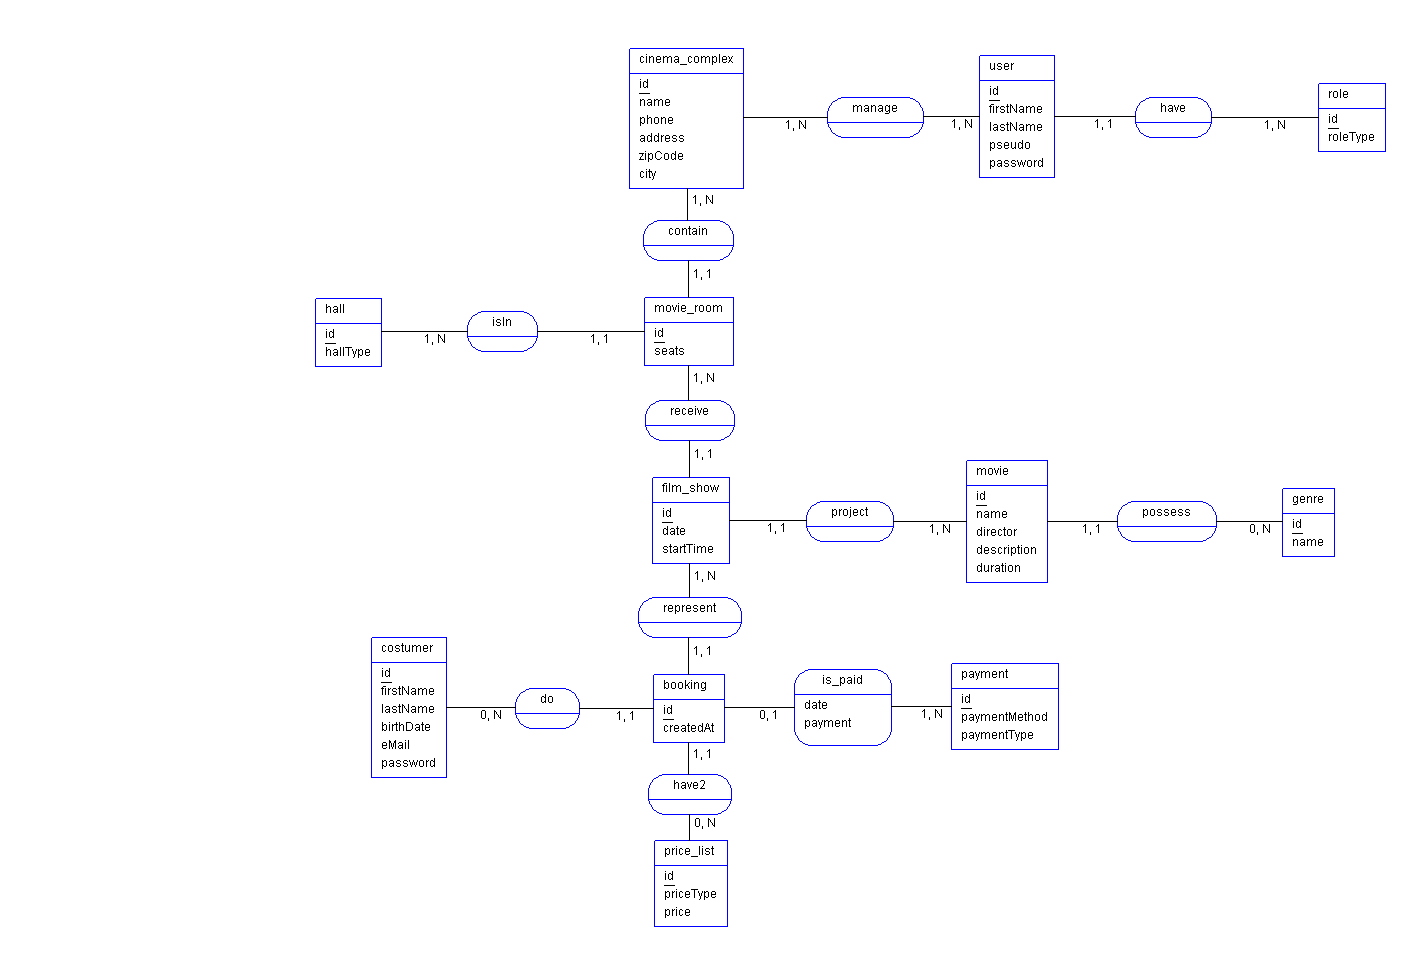 cinema_complex
id
name
phone
address
zipCode
city
1, N
manage
1, N
user
id
firstName
lastName
pseudo
password
1, 1
have
1, N
role
id
roleType
1, N
contain
1, 1
hall
id
hallType
1, N
isIn
1, 1
movie_room
id
seats
1, N
receive
1, 1
film_show
id
date
startTime
1, 1
project
1, N
movie
id
name
director
description
duration
1, 1
possess
0, N
genre
id
name
1, N
represent
1, 1
costumer
id
firstName
lastName
birthDate
eMail
password
0, N
do
1, 1
booking
id
createdAt
0, 1
is_paid
date
payment
1, N
payment
id
paymentMethod
paymentType
1, 1
have2
0, N
price_list
id
priceType
price